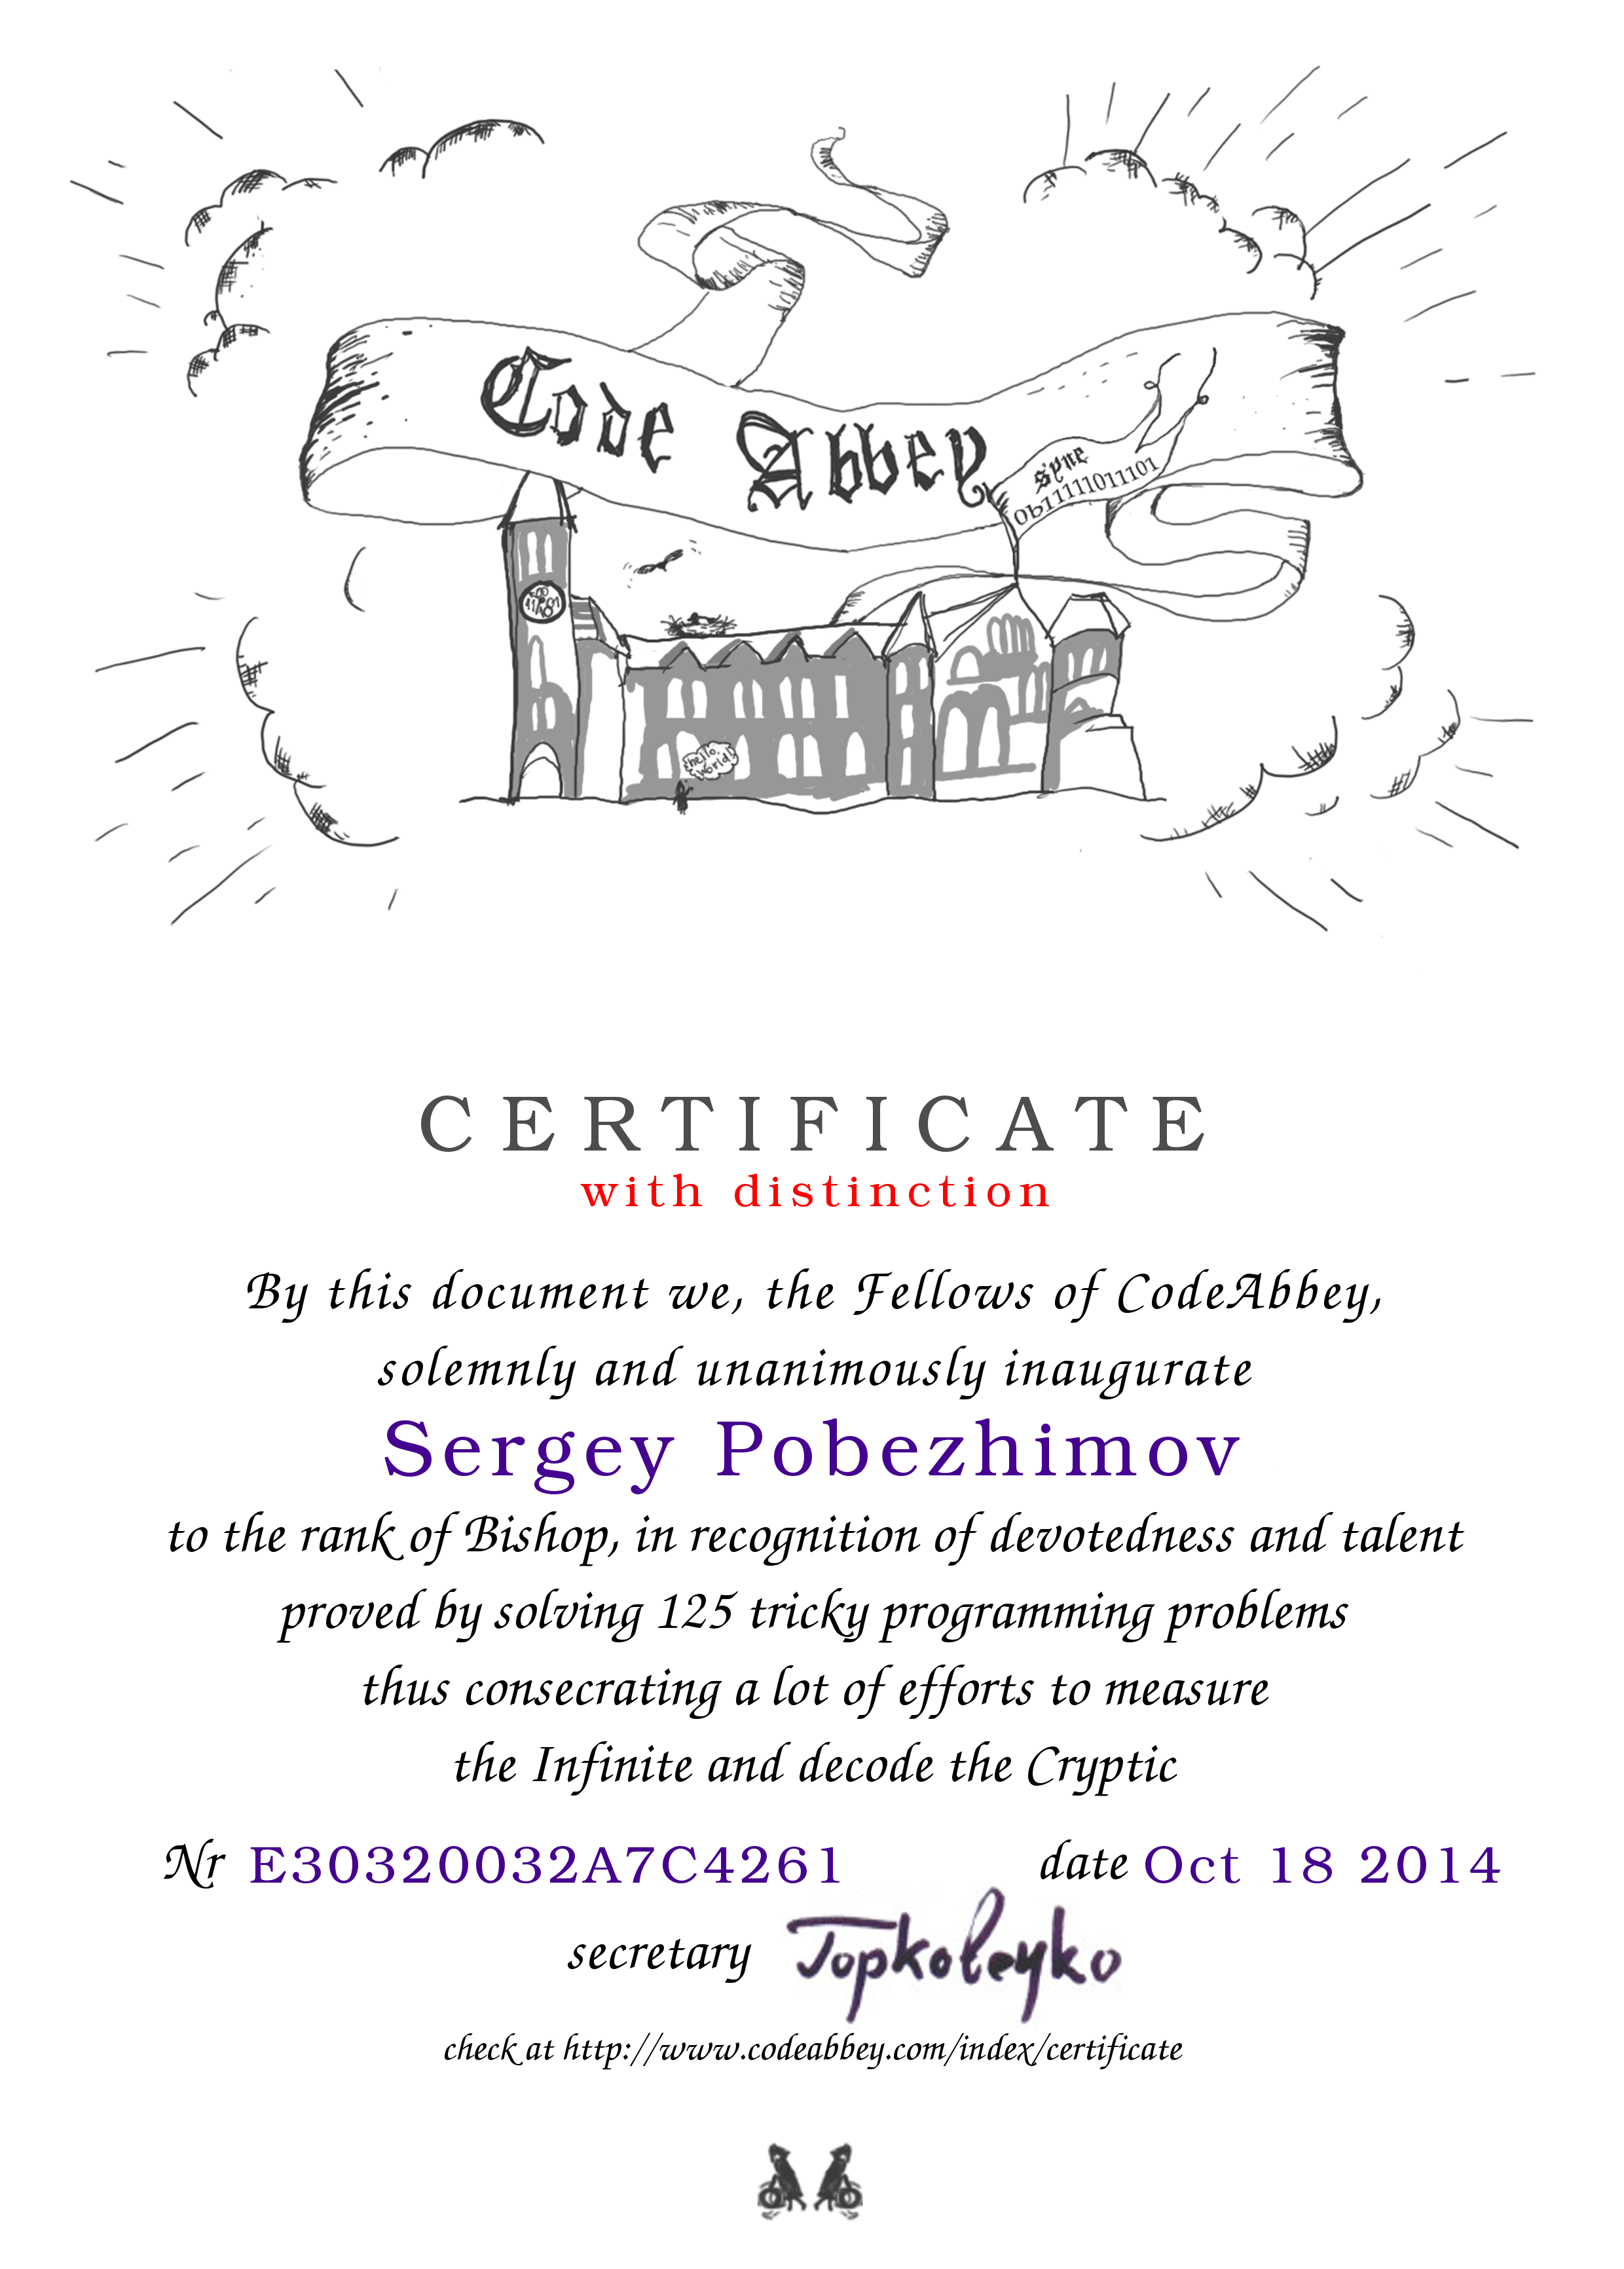 Code Abbey
syne
0b11111011101
hello,
world!
CERTIFICATE
with distinction
By this document we, the Fellows of CodeAbbey,
solemnly and unanimously inaugurate
Sergey Pobezhimov
to the rank of Bishop, in recognition of devotedness and talent
proved by solving 125 tricky programming problems
thus consecrating a lot of efforts to measure
the Infinite and decode the Cryptic
Nr E30320032A7C4261 date Oct 18 2014
secretary
check at http://www.codeabbey.com/index/certificate